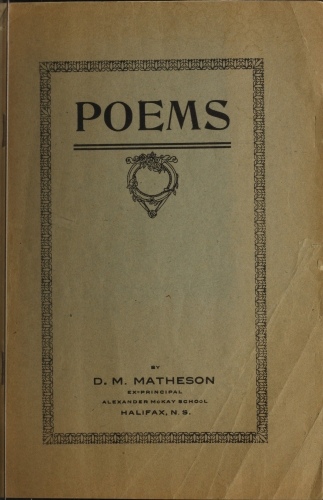 POEMS
BY
D. M. MATHESON
EX-PRINCIPAL
ALEXANDER McKAY SCHOOL
HALIFAX, N. S.